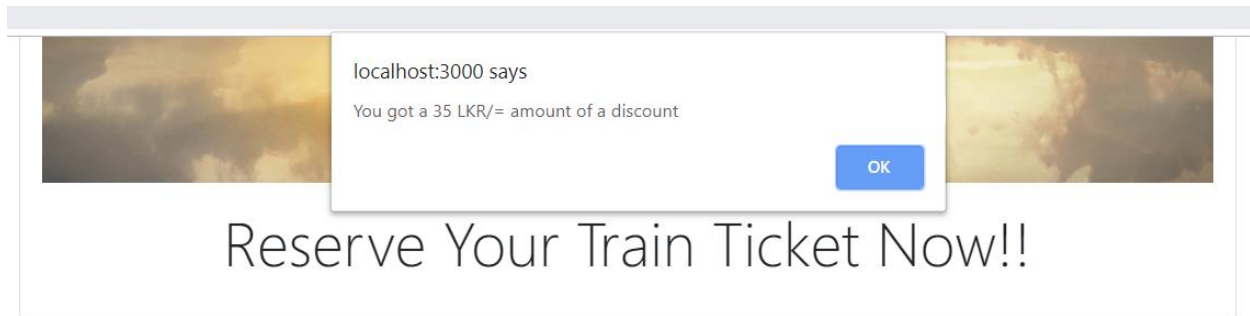 localhost:3000 says
You got a 35 LKR/= amount of a discount
OK
Reserve Your Train Ticket Now!!